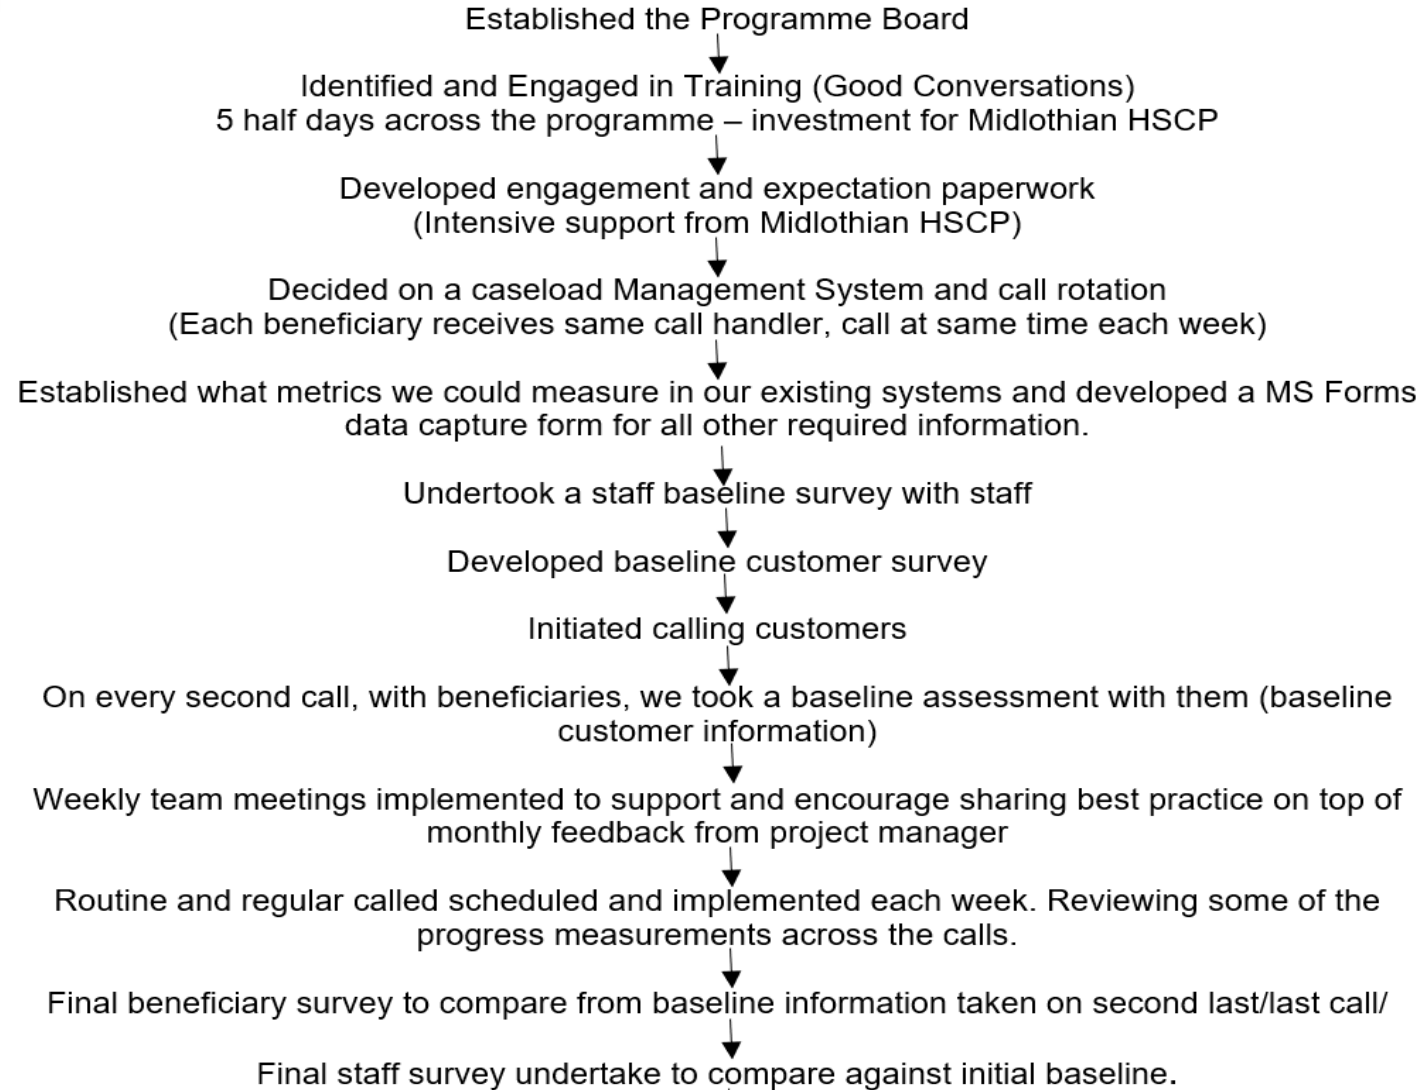 Established the Programme Board
Identified and Engaged in Training (Good Conversations)
5 half days across the programme – investment for Midlothian HSCP
Developed engagement and expectation paperwork
(Intensive support from Midlothian HSCP)
Decided on a caseload Management System and call rotation
(Each beneficiary receives same call handler, call at same time each week)
Established what metrics we could measure in our existing systems and developed a MS Forms
data capture form for all other required information.
Undertook a staff baseline survey with staff
Developed baseline customer survey
Initiated calling customers
On every second call, with beneficiaries, we took a baseline assessment with them (baseline
customer information)
Weekly team meetings implemented to support and encourage sharing best practice on top of
monthly feedback from project manager
Routine and regular called scheduled and implemented each week. Reviewing some of the
progress measurements across the calls.
Final beneficiary survey to compare from baseline information taken on second last/last call/
Final staff survey undertake to compare against initial baseline.